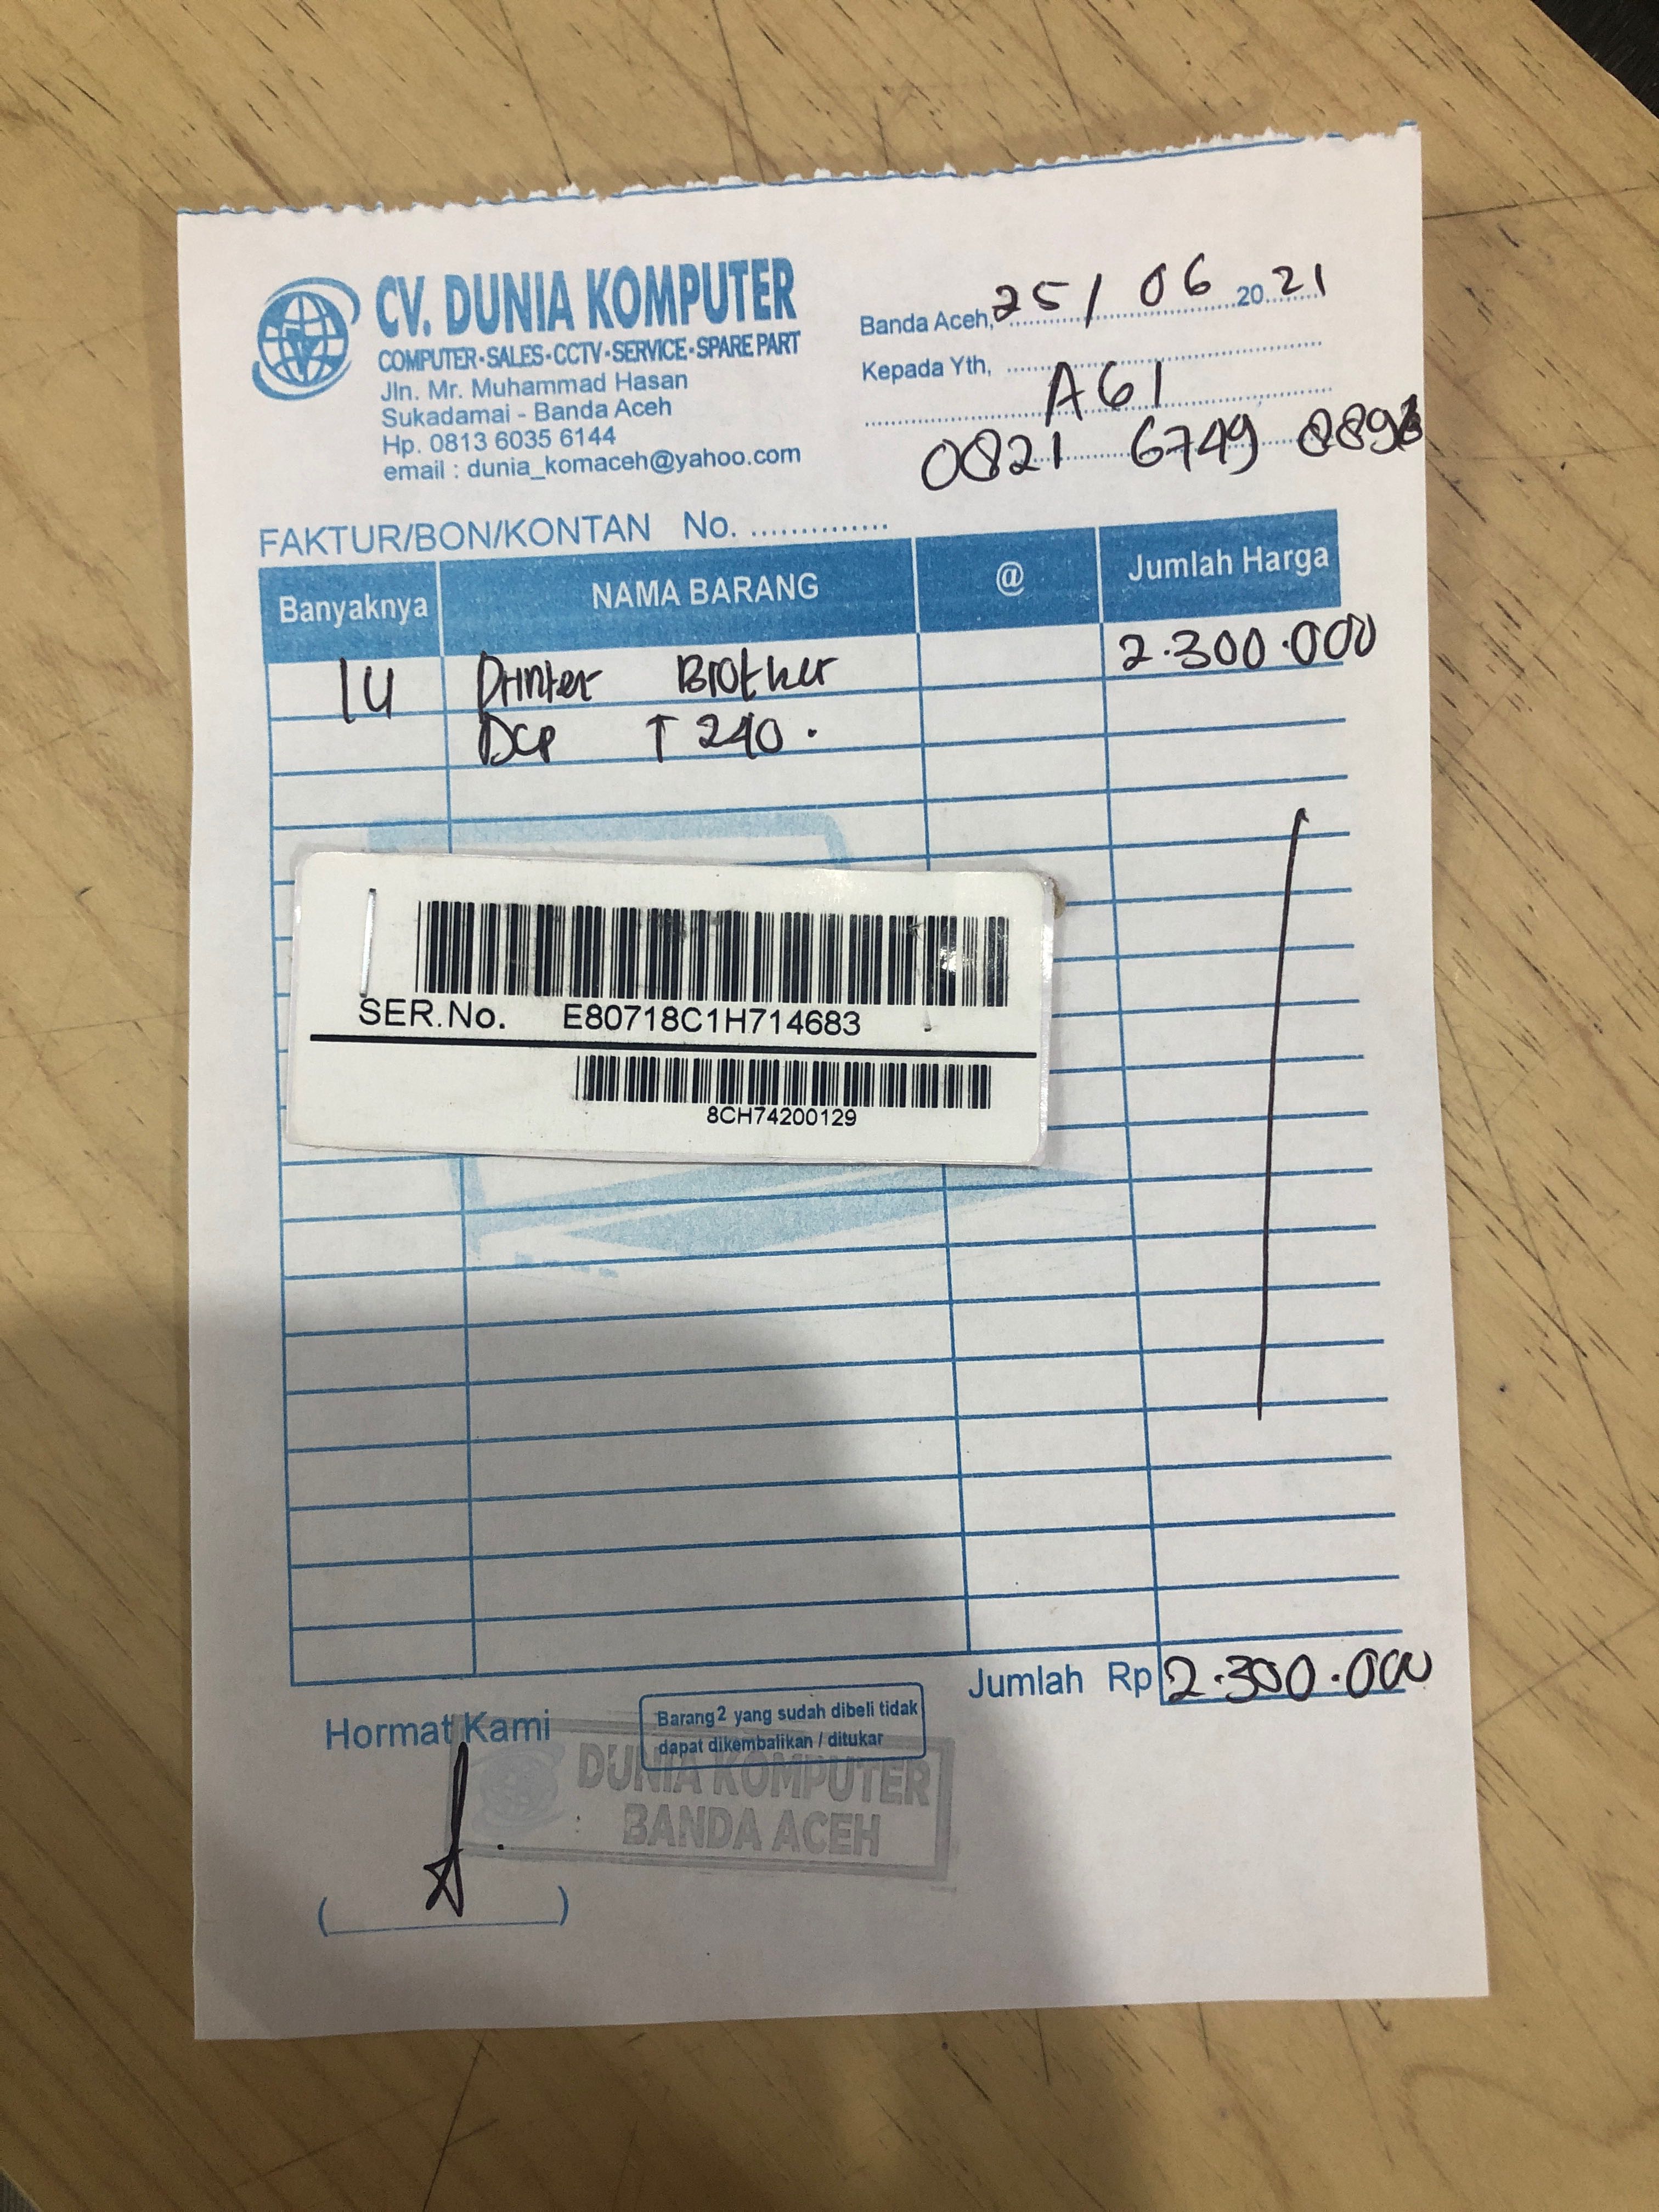 CV. DUNIA KOMPUTER
COMPUTER-SALES-CCTV-SERVICE-SPARE PART
Jln. Mr. Muhammad Hasan
Sukadamai - Banda Aceh
Hp. 0813 6035 6144
email : dunia_komaceh@yahoo.com
Banda Aceh, 25 / 06 20 21
Kepada Yth,
AGI
0821 6749
FAKTUR/BON/KONTAN No. ..............
Banyaknya NAMA BARANG @ Jumlah Harga
1U Printer Brother 2.300.000
DCP T 240.
SER.No. E80718C1H714683
8CH74200129
Jumlah Rp 2.300.000
Hormat Kami
Barang2 yang sudah dibeli tidak
dapat dikembalikan / ditukar
DUNIA KOMPUTER
BANDA ACEH